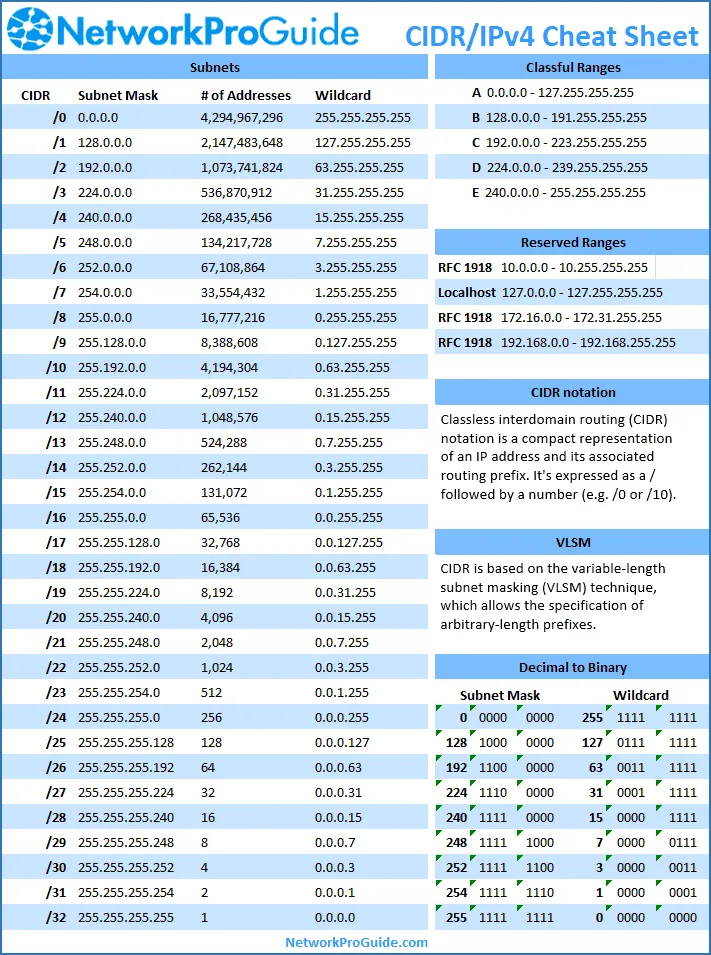 NetworkProGuide
CIDR/IPv4 Cheat Sheet
Subnets
CIDR Subnet Mask # of Addresses Wildcard
/0 0.0.0.0 4,294,967,296 255.255.255.255
/1 128.0.0.0 2,147,483,648 127.255.255.255
/2 192.0.0.0 1,073,741,824 63.255.255.255
/3 224.0.0.0 536,870,912 31.255.255.255
/4 240.0.0.0 268,435,456 15.255.255.255
/5 248.0.0.0 134,217,728 7.255.255.255
/6 252.0.0.0 67,108,864 3.255.255.255
/7 254.0.0.0 33,554,432 1.255.255.255
/8 255.0.0.0 16,777,216 0.255.255.255
/9 255.128.0.0 8,388,608 0.127.255.255
/10 255.192.0.0 4,194,304 0.63.255.255
/11 255.224.0.0 2,097,152 0.31.255.255
/12 255.240.0.0 1,048,576 0.15.255.255
/13 255.248.0.0 524,288 0.7.255.255
/14 255.252.0.0 262,144 0.3.255.255
/15 255.254.0.0 131,072 0.1.255.255
/16 255.255.0.0 65,536 0.0.255.255
/17 255.255.128.0 32,768 0.0.127.255
/18 255.255.192.0 16,384 0.0.63.255
/19 255.255.224.0 8,192 0.0.31.255
/20 255.255.240.0 4,096 0.0.15.255
/21 255.255.248.0 2,048 0.0.7.255
/22 255.255.252.0 1,024 0.0.3.255
/23 255.255.254.0 512 0.0.1.255
/24 255.255.255.0 256 0.0.0.255
/25 255.255.255.128 128 0.0.0.127
/26 255.255.255.192 64 0.0.0.63
/27 255.255.255.224 32 0.0.0.31
/28 255.255.255.240 16 0.0.0.15
/29 255.255.255.248 8 0.0.0.7
/30 255.255.255.252 4 0.0.0.3
/31 255.255.255.254 2 0.0.0.1
/32 255.255.255.255 1 0.0.0.0
Classful Ranges
A 0.0.0.0 - 127.255.255.255
B 128.0.0.0 - 191.255.255.255
C 192.0.0.0 - 223.255.255.255
D 224.0.0.0 - 239.255.255.255
E 240.0.0.0 - 255.255.255.255
Reserved Ranges
RFC 1918 10.0.0.0 - 10.255.255.255
Localhost 127.0.0.0 - 127.255.255.255
RFC 1918 172.16.0.0 - 172.31.255.255
RFC 1918 192.168.0.0 - 192.168.255.255
CIDR notation
Classless interdomain routing (CIDR)
notation is a compact representation
of an IP address and its associated
routing prefix. It's expressed as a /
followed by a number (e.g. /0 or /10).
VLSM
CIDR is based on the variable-length
subnet masking (VLSM) technique,
which allows the specification of
arbitrary-length prefixes.
Decimal to Binary
Subnet Mask Wildcard
0 0000 0000 255 1111 1111
128 1000 0000 127 0111 1111
192 1100 0000 63 0011 1111
224 1110 0000 31 0001 1111
240 1111 0000 15 0000 1111
248 1111 1000 7 0000 0111
252 1111 1100 3 0000 0011
254 1111 1110 1 0000 0001
255 1111 1111 0 0000 0000
NetworkProGuide.com